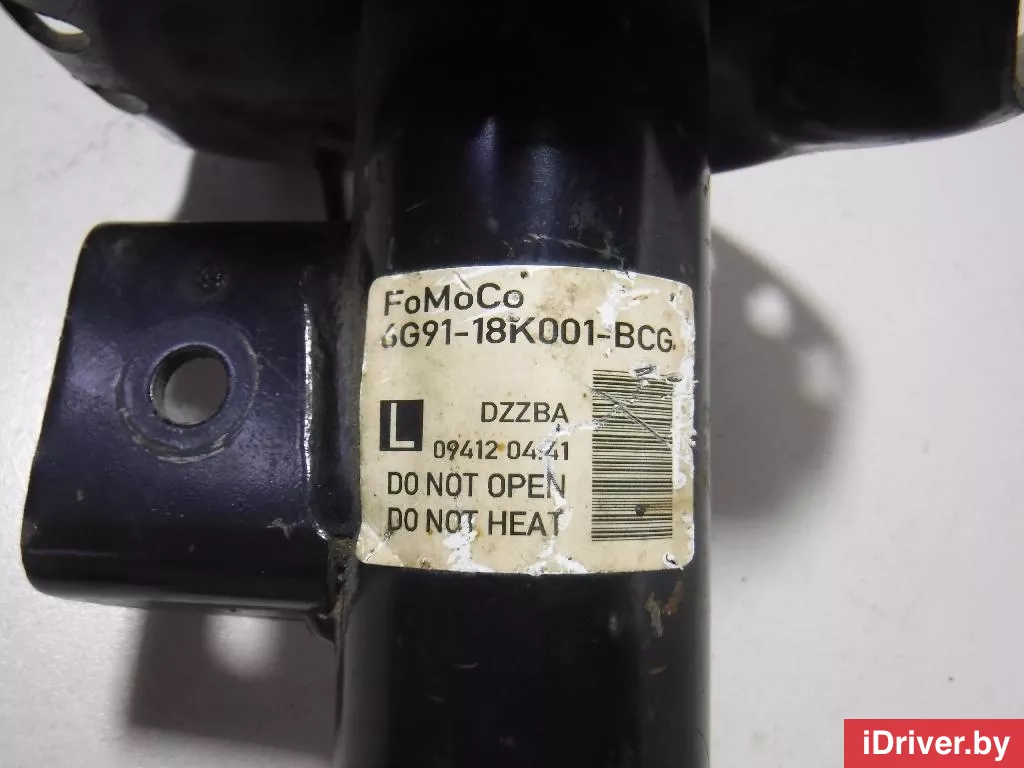 FoMoCo
6G91-18K001-BCG
L
DZZBA
09412 04:41
DO NOT OPEN
DO NOT HEAT
iDriver.by